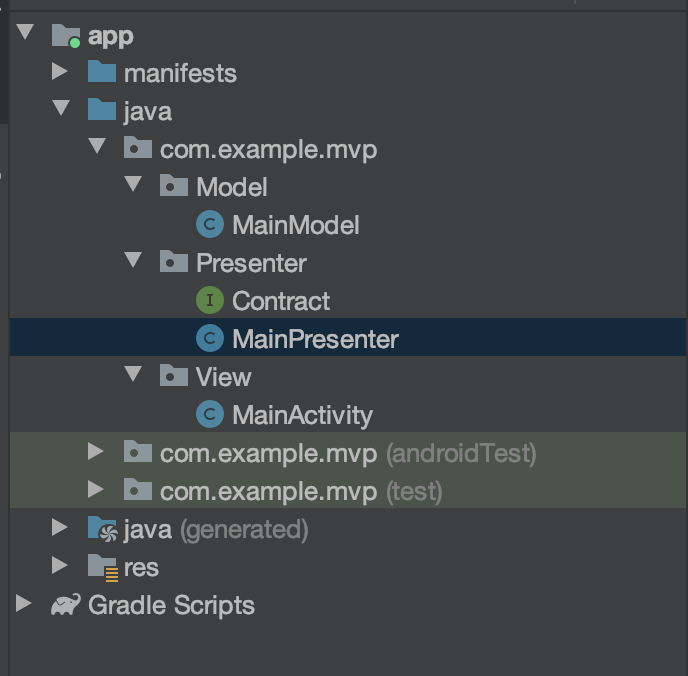 app
manifests
java
com.example.mvp
Model
C MainModel
Presenter
I Contract
C MainPresenter
View
C MainActivity
com.example.mvp (androidTest)
com.example.mvp (test)
java (generated)
res
Gradle Scripts